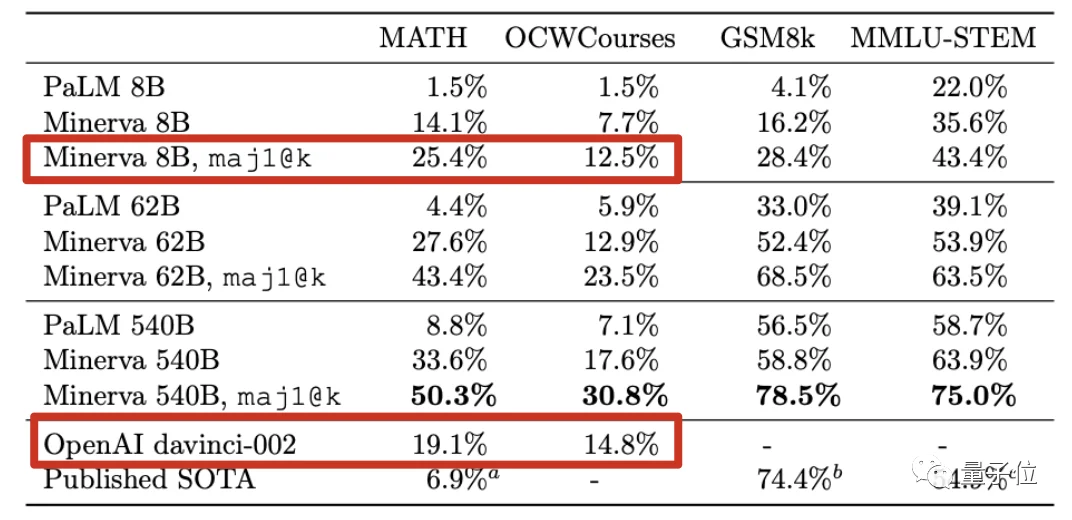 MATH OCWCourses GSM8k MMLU-STEM
PaLM 8B 1.5% 1.5% 4.1% 22.0%
Minerva 8B 14.1% 7.7% 16.2% 35.6%
Minerva 8B, maj1@k 25.4% 12.5% 28.4% 43.4%
PaLM 62B 4.4% 5.9% 33.0% 39.1%
Minerva 62B 27.6% 12.9% 52.4% 53.9%
Minerva 62B, maj1@k 43.4% 23.5% 68.5% 63.5%
PaLM 540B 8.8% 7.1% 56.5% 58.7%
Minerva 540B 33.6% 17.6% 58.8% 63.9%
Minerva 540B, maj1@k 50.3% 30.8% 78.5% 75.0%
OpenAI davinci-002 19.1% 14.8% - -
Published SOTA 6.9%a - 74.4%b
量子位